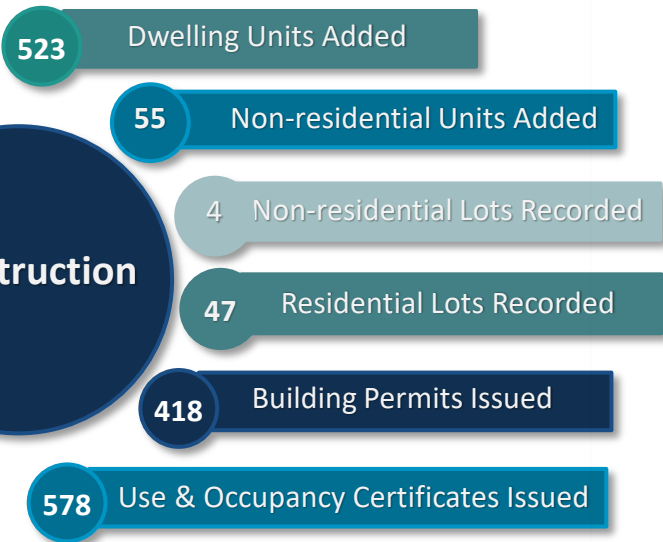 523 Dwelling Units Added
55 Non-residential Units Added
4 Non-residential Lots Recorded
truction
47 Residential Lots Recorded
418 Building Permits Issued
578 Use & Occupancy Certificates Issued